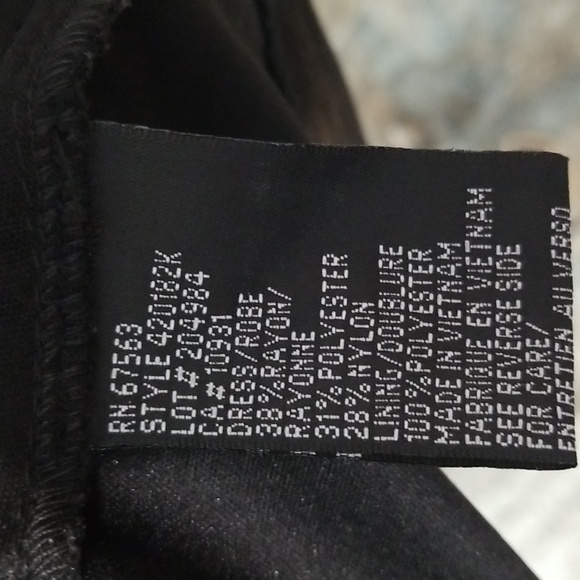 RN 67563
STYLE 420182K
LOT# 204984
CA# 10931
DRESS/ROBE
38% RAYON/
RAYONNE
31% POLYESTER
28% NYLON
LINING/DOUBLURE
100% POLYESTER
MADE IN VIETNAM
FABRIQUE EN VIETNAM
SEE REVERSE SIDE
FOR CARE/
ENTRETIEN AU VERSO